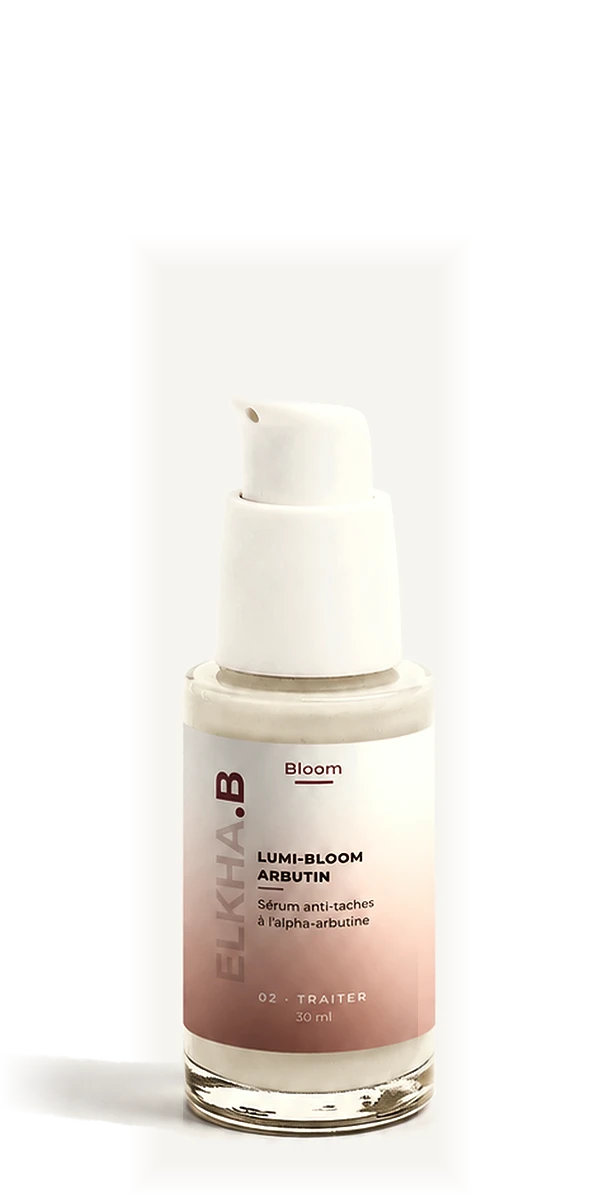 Bloom
ELKHA.B
LUMI-BLOOM
ARBUTIN
Sérum anti-taches
à l'alpha-arbutine
02 · TRAITER
30 ml